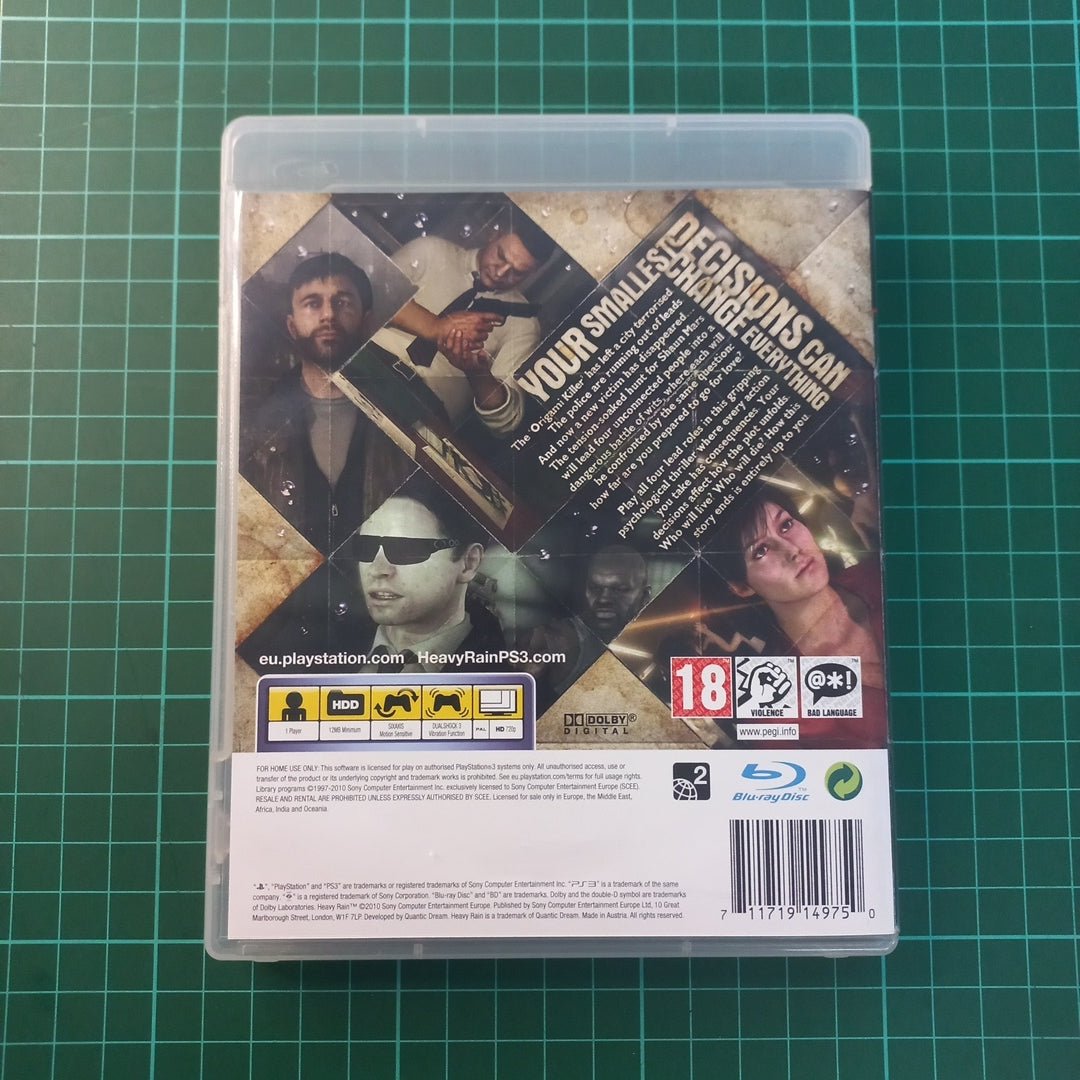 YOUR SMALLEST
DECISIONS CAN
CHANGE EVERYTHING
The 'Origami Killer' has left a city terrorised
The police are running out of leads
And now a new victim has disappeared...
The tension-soaked hunt for Shaun Mars
will lead four unconnected people into a
dangerous battle of wits, where each will
be confronted by the same question:
how far are you prepared to go for love?
Play all four lead roles in this gripping
psychological thriller where every action
you take has consequences. Your
decisions affect how the plot unfolds
Who will live? Who will die? How this
story ends is entirely up to you.
eu.playstation.com HeavyRainPS3.com
1 Player
HDD
12MB Minimum
SIXAXIS
Motion Sensitive
DUALSHOCK 3
Vibration Function
PAL HD 720p
DOLBY®
DIGITAL
18
VIOLENCE
@*!
BAD LANGUAGE
www.pegi.info
FOR HOME USE ONLY: This software is licensed for play on authorised PlayStation®3 systems only. All unauthorised access, use or
transfer of the product or its underlying copyright and trademark works is prohibited. See eu.playstation.com/terms for full usage rights.
Library programs ©1997-2010 Sony Computer Entertainment Inc. exclusively licensed to Sony Computer Entertainment Europe (SCEE).
RESALE AND RENTAL ARE PROHIBITED UNLESS EXPRESSLY AUTHORISED BY SCEE. Licensed for sale only in Europe, the Middle East,
Africa, India and Oceania.
2
Blu-ray Disc™
", "PlayStation" and "PS3" are trademarks or registered trademarks of Sony Computer Entertainment Inc. "PS3" is a trademark of the same
company. " " is a registered trademark of Sony Corporation. "Blu-ray Disc" and "BD" are trademarks. Dolby and the double-D symbol are trademarks
of Dolby Laboratories. Heavy Rain™ ©2010 Sony Computer Entertainment Europe. Published by Sony Computer Entertainment Europe Ltd, 10 Great
Marlborough Street, London, W1F 7LP. Developed by Quantic Dream. Heavy Rain is a trademark of Quantic Dream. Made in Austria. All rights reserved.
7 11719 14975 0